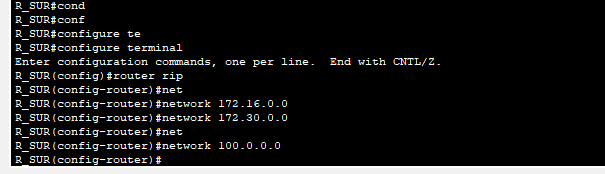 R_SUR#cond
R_SUR#conf
R_SUR#configure te
R_SUR#configure terminal
Enter configuration commands, one per line.  End with CNTL/Z.
R_SUR(config)#router rip
R_SUR(config-router)#net
R_SUR(config-router)#network 172.16.0.0
R_SUR(config-router)#network 172.30.0.0
R_SUR(config-router)#net
R_SUR(config-router)#network 100.0.0.0
R_SUR(config-router)#